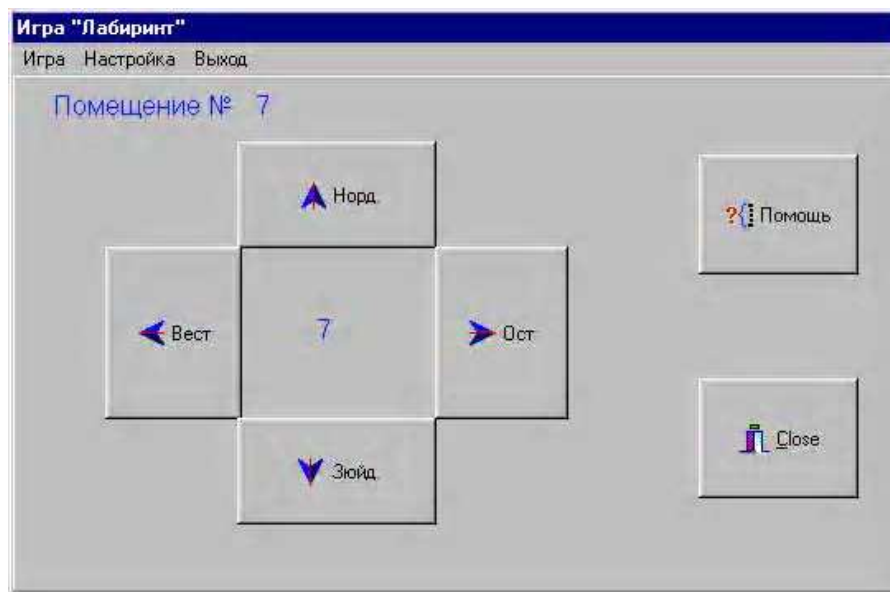 Игра "Лабиринт"
Игра Настройка Выход
Помещение № 7
Норд.
?{ Помощь
Вест 7 Ост
Close
Зюйд.